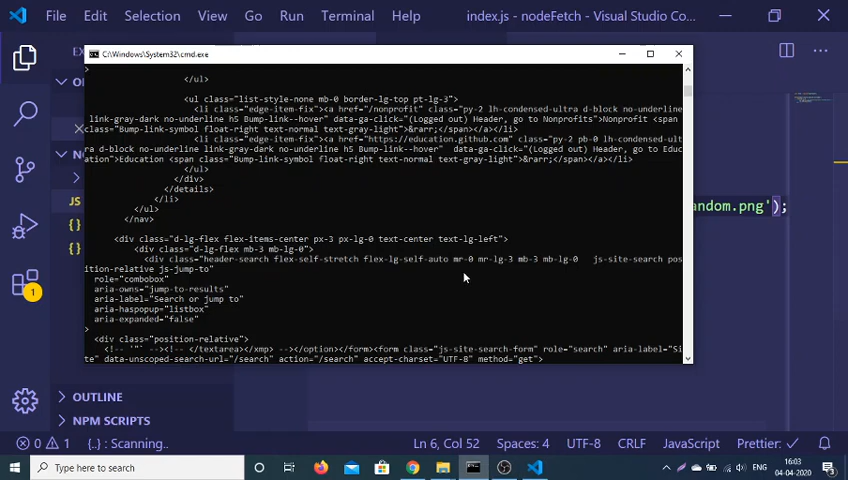 File Edit Selection View Go Run Terminal Help index.js - nodeFetch - Visual Studio Co...
C:\Windows\System32\cmd.exe
>
</ul>
<ul class="list-style-none mb-0 border-lg-top pt-lg-3">
<li class="edge-item-fix"><a href="/nonprofit" class="py-2 lh-condensed-ultra d-block no-underline
link-gray-dark no-underline h5 Bump-link--hover" data-ga-click="(Logged out) Header, go to Nonprofits">Nonprofit <span
class="Bump-link-symbol float-right text-normal text-gray-light">&rarr;</span></a></li>
<li class="edge-item-fix"><a href="https://education.github.com" class="py-2 pb-0 lh-condensed-ult
ra d-block no-underline link-gray-dark no-underline h5 Bump-link--hover" data-ga-click="(Logged out) Header, go to Educ
ation">Education <span class="Bump-link-symbol float-right text-normal text-gray-light">&rarr;</span></a></li>
</ul>
</div>
</details>
</li>
</ul>
</nav>
<div class="d-lg-flex flex-items-center px-3 px-lg-0 text-center text-lg-left">
<div class="d-lg-flex mb-3 mb-lg-0">
<div class="header-search flex-self-stretch flex-lg-self-auto mr-0 mr-lg-3 mb-3 mb-lg-0 js-site-search pos
ition-relative js-jump-to"
role="combobox"
aria-owns="jump-to-results"
aria-label="Search or jump to"
aria-haspopup="listbox"
aria-expanded="false"
>
<div class="position-relative">
<!-- '"` --><!-- </textarea></xmp> --></option></form><form class="js-site-search-form" role="search" aria-label="Si
te" data-unscoped-search-url="/search" action="/search" accept-charset="UTF-8" method="get">
andom.png');
JS
1
OUTLINE
NPM SCRIPTS
0 1 {..} : Scanning.. Ln 6, Col 52 Spaces: 4 UTF-8 CRLF JavaScript Prettier: ✓
Type here to search
ENG
16:03
04-04-2020
3